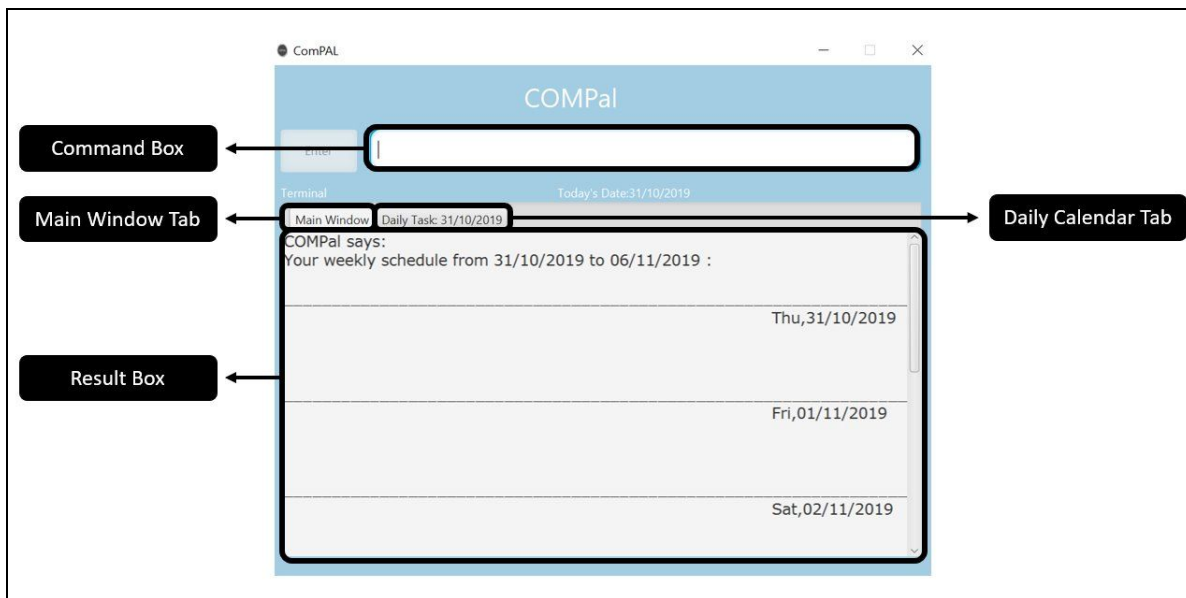 ComPAL
COMPal
Command Box
Enter
Terminal
Today's Date:31/10/2019
Main Window Tab
Main Window
Daily Task: 31/10/2019
Daily Calendar Tab
COMPal says:
Your weekly schedule from 31/10/2019 to 06/11/2019 :
Thu,31/10/2019
Result Box
Fri,01/11/2019
Sat,02/11/2019